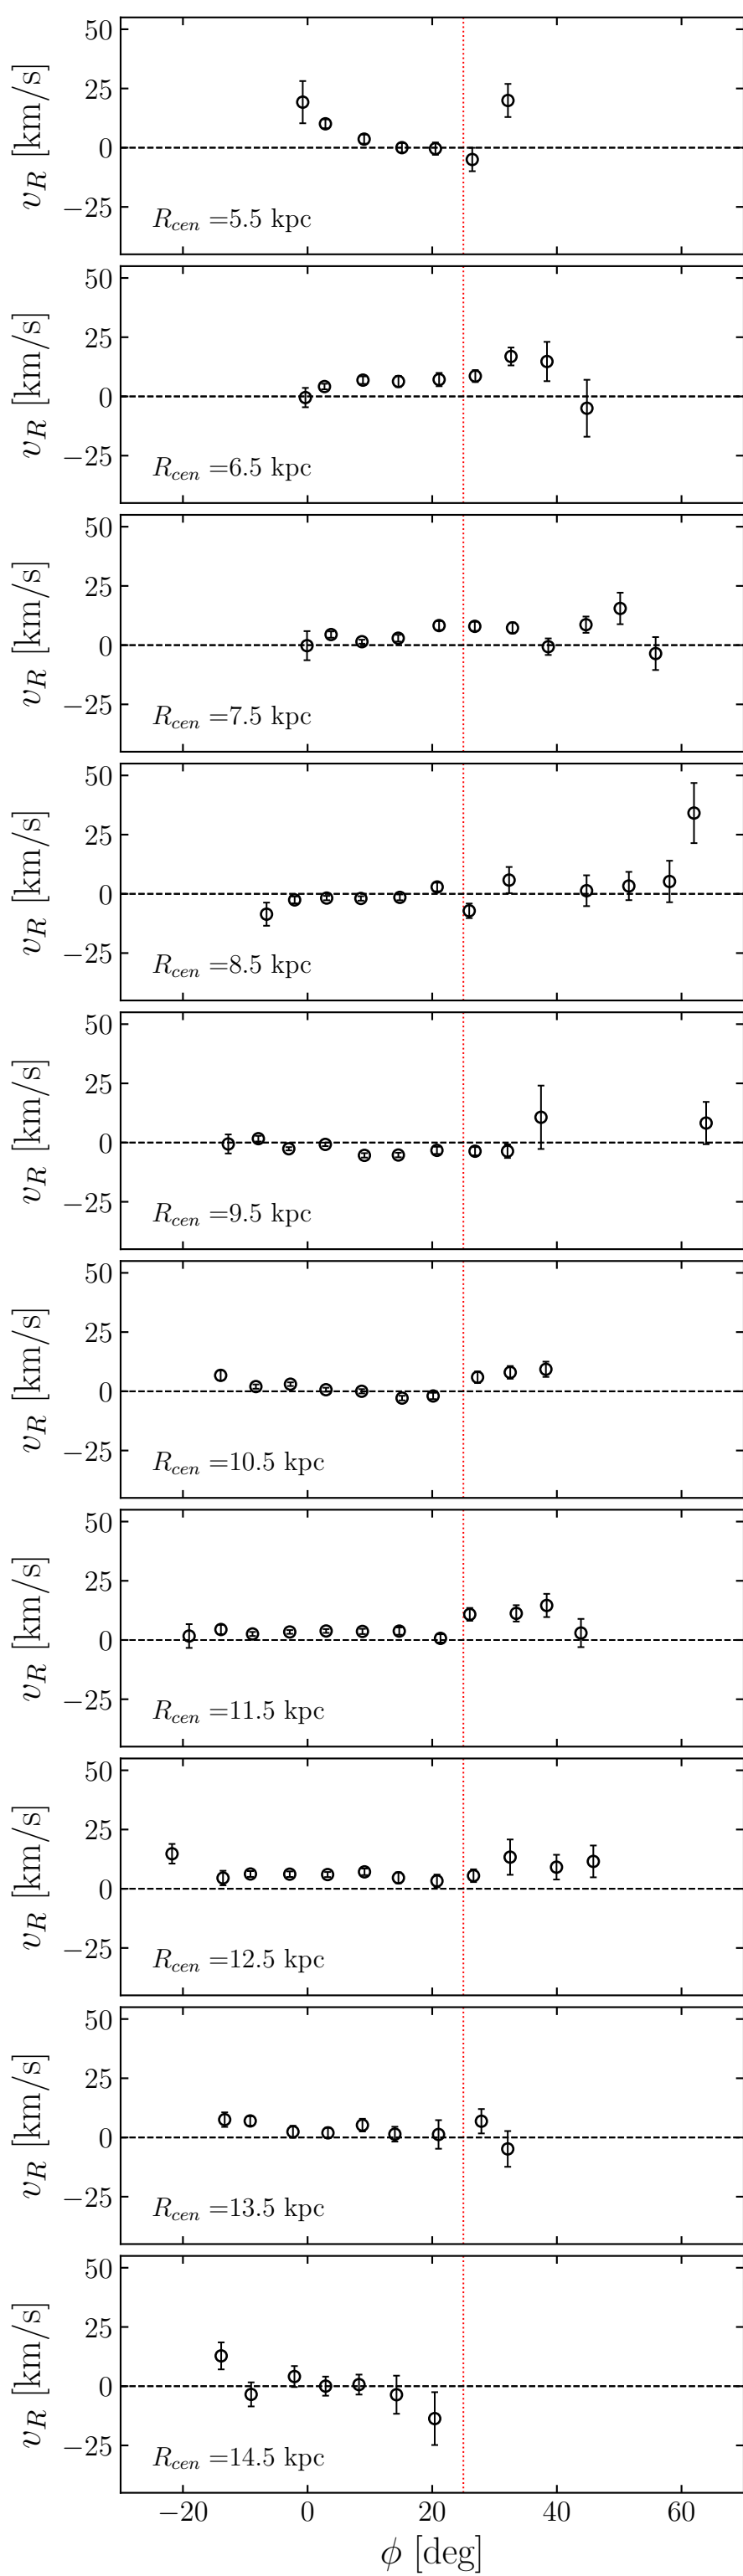 50
25
0
−25
v_R [km/s]
R_cen =5.5 kpc
50
25
0
−25
v_R [km/s]
R_cen =6.5 kpc
50
25
0
−25
v_R [km/s]
R_cen =7.5 kpc
50
25
0
−25
v_R [km/s]
R_cen =8.5 kpc
50
25
0
−25
v_R [km/s]
R_cen =9.5 kpc
50
25
0
−25
v_R [km/s]
R_cen =10.5 kpc
50
25
0
−25
v_R [km/s]
R_cen =11.5 kpc
50
25
0
−25
v_R [km/s]
R_cen =12.5 kpc
50
25
0
−25
v_R [km/s]
R_cen =13.5 kpc
50
25
0
−25
v_R [km/s]
R_cen =14.5 kpc
−20 0 20 40 60
ϕ [deg]